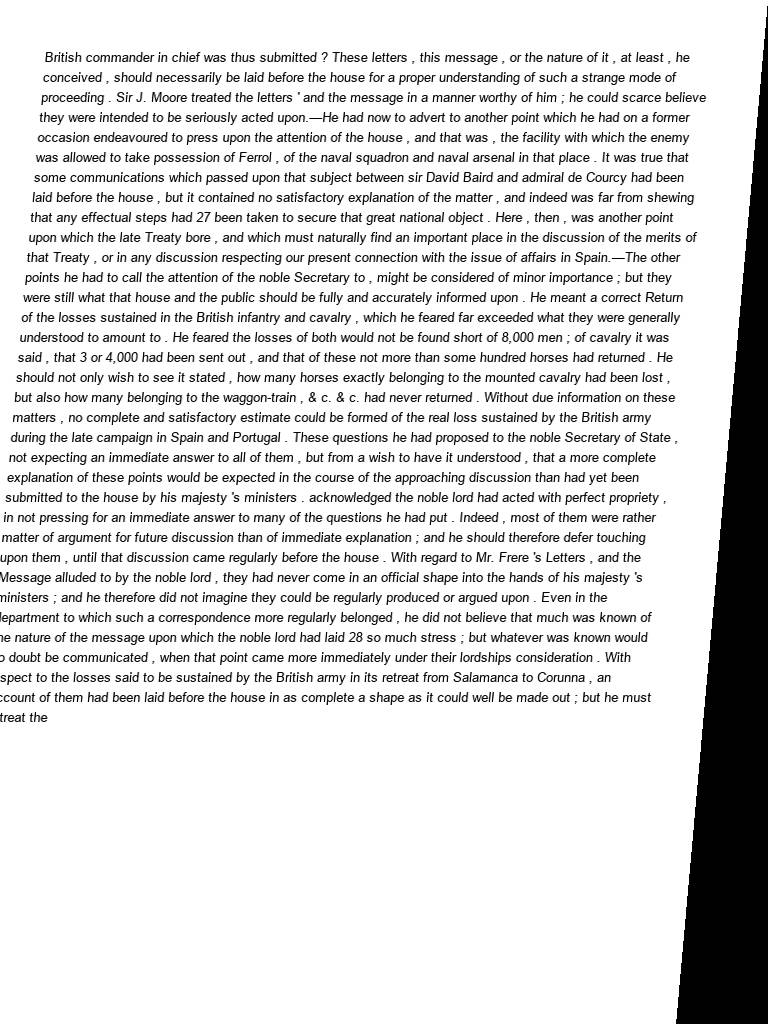 British commander in chief was thus submitted ? These letters , this message , or the nature of it , at least , he
conceived , should necessarily be laid before the house for a proper understanding of such a strange mode of
proceeding . Sir J. Moore treated the letters ' and the message in a manner worthy of him ; he could scarce believe
they were intended to be seriously acted upon.—He had now to advert to another point which he had on a former
occasion endeavoured to press upon the attention of the house , and that was , the facility with which the enemy
was allowed to take possession of Ferrol , of the naval squadron and naval arsenal in that place . It was true that
some communications which passed upon that subject between sir David Baird and admiral de Courcy had been
laid before the house , but it contained no satisfactory explanation of the matter , and indeed was far from shewing
that any effectual steps had 27 been taken to secure that great national object . Here , then , was another point
upon which the late Treaty bore , and which must naturally find an important place in the discussion of the merits of
that Treaty , or in any discussion respecting our present connection with the issue of affairs in Spain.—The other
points he had to call the attention of the noble Secretary to , might be considered of minor importance ; but they
were still what that house and the public should be fully and accurately informed upon . He meant a correct Return
of the losses sustained in the British infantry and cavalry , which he feared far exceeded what they were generally
understood to amount to . He feared the losses of both would not be found short of 8,000 men ; of cavalry it was
said , that 3 or 4,000 had been sent out , and that of these not more than some hundred horses had returned . He
should not only wish to see it stated , how many horses exactly belonging to the mounted cavalry had been lost ,
but also how many belonging to the waggon-train , & c. & c. had never returned . Without due information on these
matters , no complete and satisfactory estimate could be formed of the real loss sustained by the British army
during the late campaign in Spain and Portugal . These questions he had proposed to the noble Secretary of State ,
not expecting an immediate answer to all of them , but from a wish to have it understood , that a more complete
explanation of these points would be expected in the course of the approaching discussion than had yet been
submitted to the house by his majesty 's ministers . acknowledged the noble lord had acted with perfect propriety ,
in not pressing for an immediate answer to many of the questions he had put . Indeed , most of them were rather
matter of argument for future discussion than of immediate explanation ; and he should therefore defer touching
upon them , until that discussion came regularly before the house . With regard to Mr. Frere 's Letters , and the
Message alluded to by the noble lord , they had never come in an official shape into the hands of his majesty 's
ministers ; and he therefore did not imagine they could be regularly produced or argued upon . Even in the
department to which such a correspondence more regularly belonged , he did not believe that much was known of
nature of the message upon which the noble lord had laid 28 so much stress ; but whatever was known would
doubt be communicated , when that point came more immediately under their lordships consideration . With
to the losses said to be sustained by the British army in its retreat from Salamanca to Corunna , an
of them had been laid before the house in as complete a shape as it could well be made out ; but he must
treat the